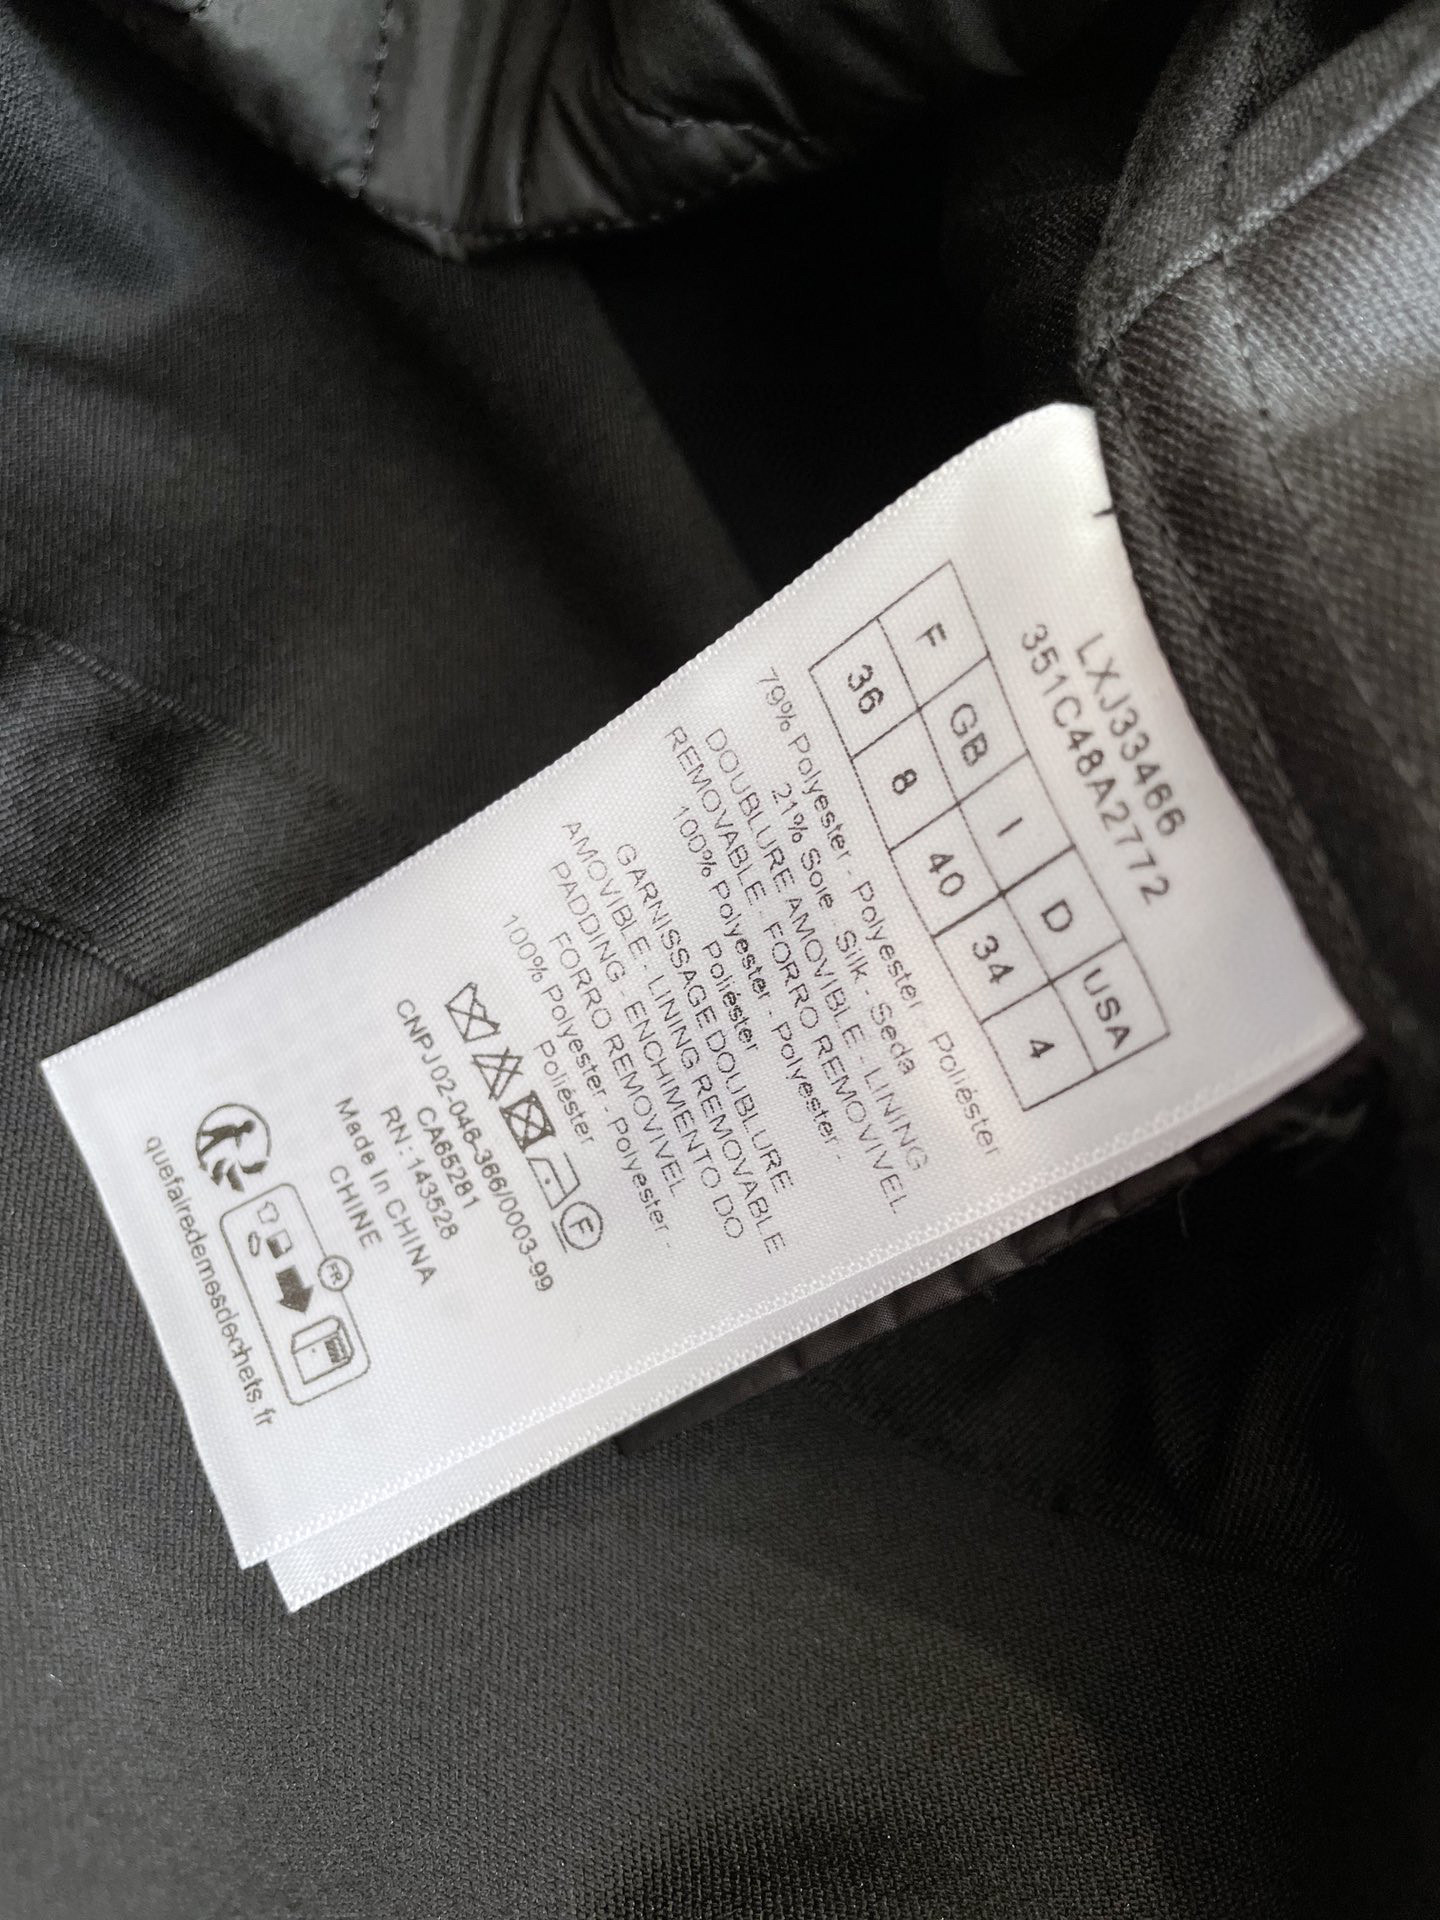 LXJ33466
351C48A2772
F GB I D USA
36 8 40 34 4
79% Polyester - Polyester - Poliéster
21% Soie - Silk - Seda
DOUBLURE AMOVIBLE - LINING
REMOVABLE - FORRO REMOVIVEL
100% Polyester - Polyester -
Poliéster
GARNISSAGE DOUBLURE
AMOVIBLE - LINING REMOVABLE
PADDING - ENCHIMENTO DO
FORRO REMOVIVEL
100% Polyester - Polyester -
Poliéster
F
CNPJ02-046-366/0003-99
CA65281
RN: 143528
Made In CHINA
CHINE
FR
quefairedemesdechets.fr